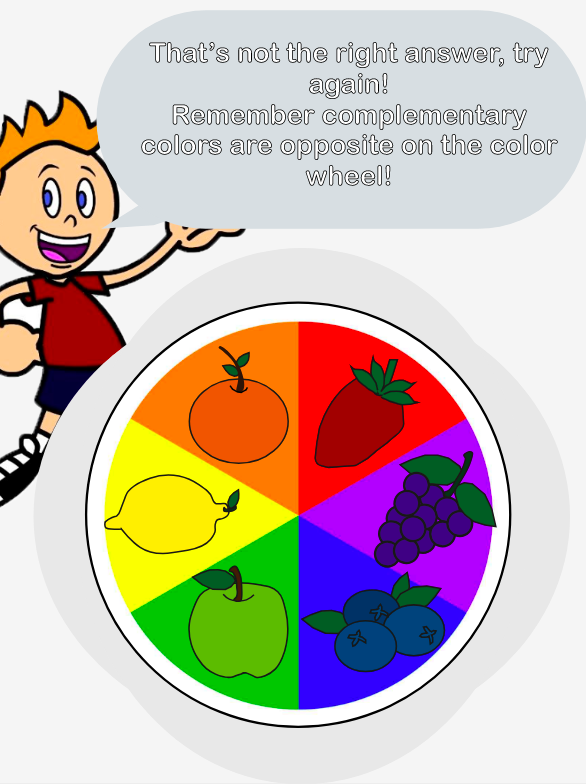 That's not the right answer, try
again!
Remember complementary
colors are opposite on the color
wheel!